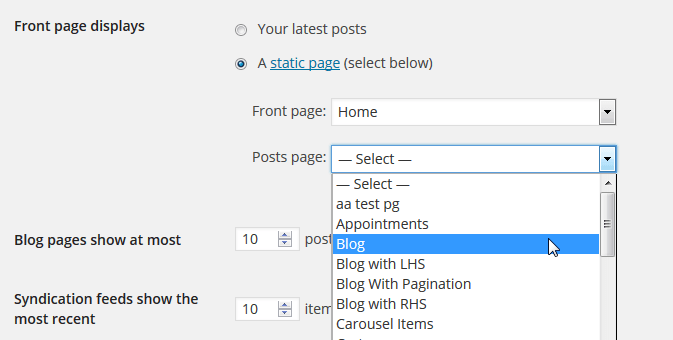 Front page displays
Your latest posts
A static page (select below)
Front page: Home
Posts page: — Select —
— Select —
aa test pg
Appointments
Blog pages show at most 10 post
Blog
Blog with LHS
Blog With Pagination
Syndication feeds show the most recent 10 item
Blog with RHS
Carousel Items